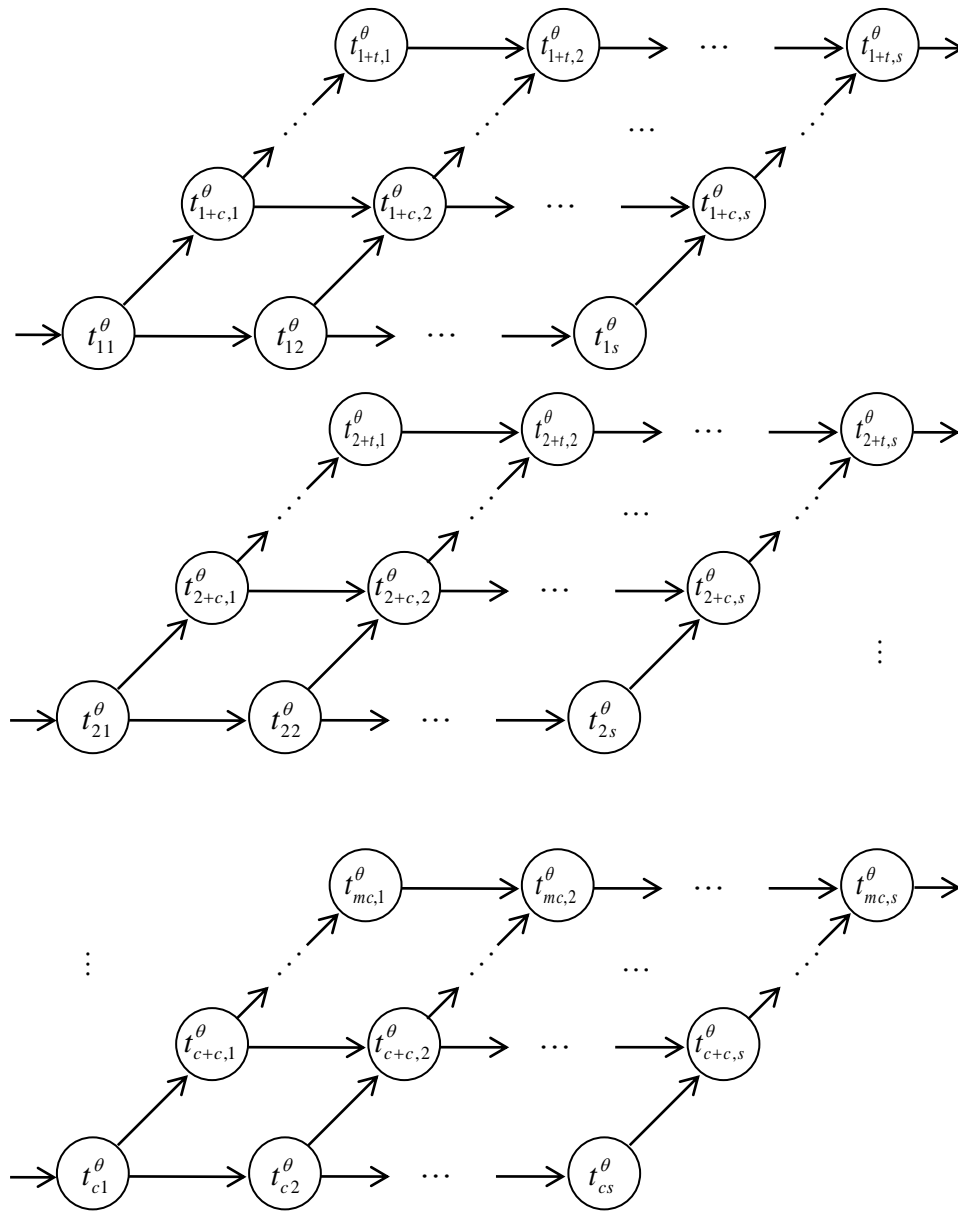 t^θ_{1+t,1} t^θ_{1+t,2} ⋯ t^θ_{1+t,s}
⋯ ⋯ ⋯ ⋯
t^θ_{1+c,1} t^θ_{1+c,2} ⋯ t^θ_{1+c,s}
t^θ_{11} t^θ_{12} ⋯ t^θ_{1s}
t^θ_{2+t,1} t^θ_{2+t,2} ⋯ t^θ_{2+t,s}
⋯ ⋯ ⋯ ⋯
t^θ_{2+c,1} t^θ_{2+c,2} ⋯ t^θ_{2+c,s}
⋮
t^θ_{21} t^θ_{22} ⋯ t^θ_{2s}
t^θ_{mc,1} t^θ_{mc,2} ⋯ t^θ_{mc,s}
⋮ ⋯ ⋯ ⋯ ⋯
t^θ_{c+c,1} t^θ_{c+c,2} ⋯ t^θ_{c+c,s}
t^θ_{c1} t^θ_{c2} ⋯ t^θ_{cs}